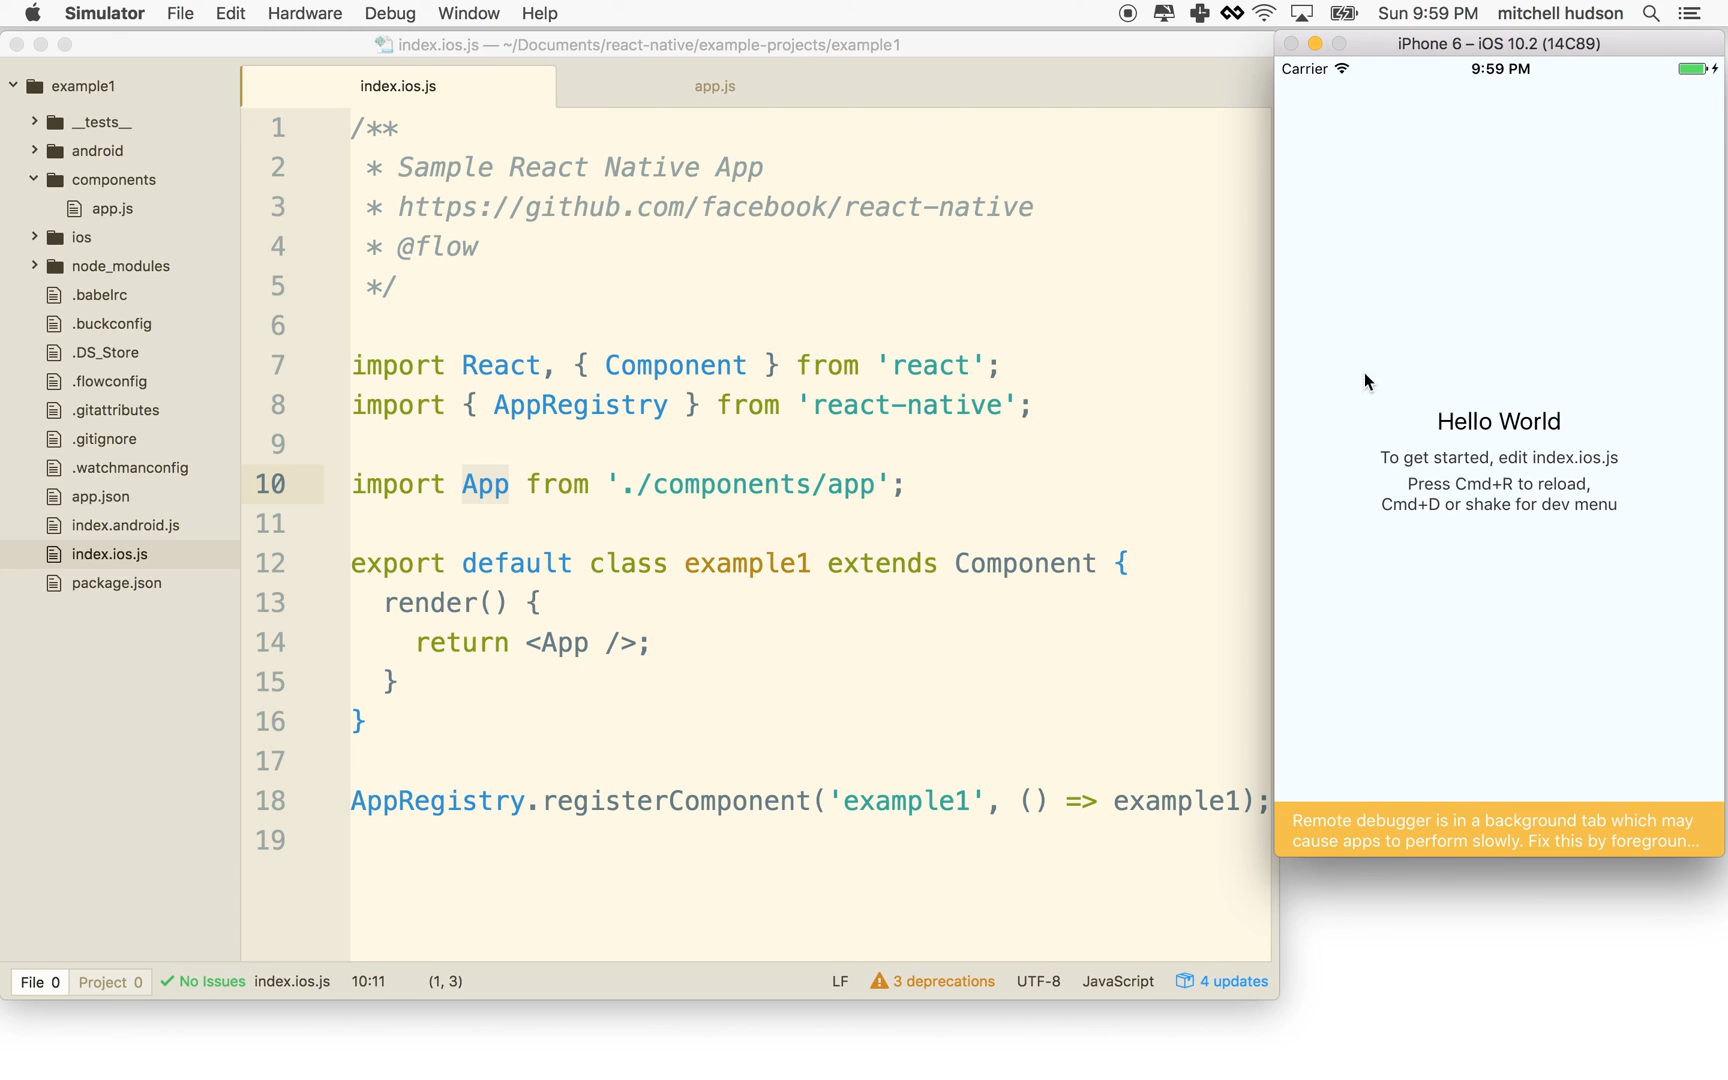 Simulator File Edit Hardware Debug Window Help
Sun 9:59 PM mitchell hudson
index.ios.js — ~/Documents/react-native/example-projects/example1
example1
__tests__
android
components
app.js
ios
node_modules
.babelrc
.buckconfig
.DS_Store
.flowconfig
.gitattributes
.gitignore
.watchmanconfig
app.json
index.android.js
index.ios.js
package.json
index.ios.js app.js
1 /**
2 * Sample React Native App
3 * https://github.com/facebook/react-native
4 * @flow
5 */
6
7 import React, { Component } from 'react';
8 import { AppRegistry } from 'react-native';
9
10 import App from './components/app';
11
12 export default class example1 extends Component {
13 render() {
14 return <App />;
15 }
16 }
17
18 AppRegistry.registerComponent('example1', () => example1);
19
File 0 Project 0 No Issues index.ios.js 10:11 (1, 3) LF 3 deprecations UTF-8 JavaScript 4 updates
iPhone 6 – iOS 10.2 (14C89)
Carrier 9:59 PM
Hello World
To get started, edit index.ios.js
Press Cmd+R to reload,
Cmd+D or shake for dev menu
Remote debugger is in a background tab which may
cause apps to perform slowly. Fix this by foregroun...